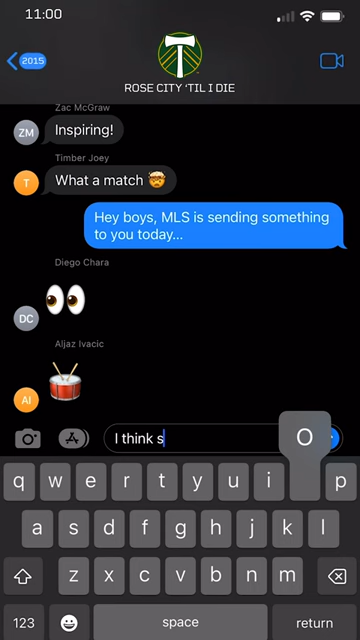 11:00
2015
ROSE CITY 'TIL I DIE
Zac McGraw
ZM
Inspiring!
Timber Joey
T
What a match 🤯
Hey boys, MLS is sending something
to you today...
Diego Chara
👀
DC
Aljaz Ivacic
🥁
AI
I think s
O
q w e r t y u i p
a s d f g h j k l
z x c v b n m
123 space return